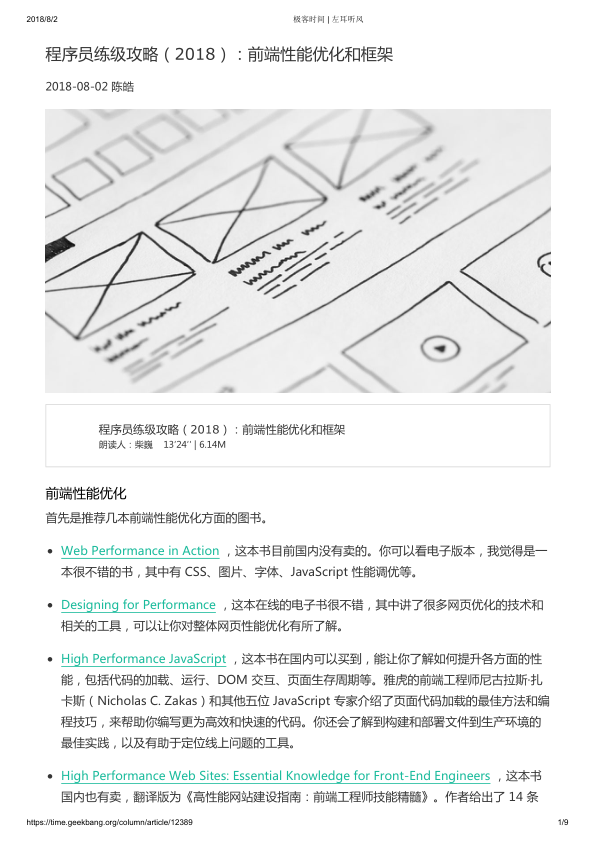 2018/8/2
极客时间 | 左耳听风
程序员练级攻略（2018）：前端性能优化和框架
2018-08-02 陈皓
程序员练级攻略（2018）：前端性能优化和框架
朗读人：柴巍 13′24′′ | 6.14M
前端性能优化
首先是推荐几本前端性能优化方面的图书。
• Web Performance in Action ，这本书目前国内没有卖的。你可以看电子版本，我觉得是一
本很不错的书，其中有 CSS、图片、字体、JavaScript 性能调优等。
• Designing for Performance ，这本在线的电子书很不错，其中讲了很多网页优化的技术和
相关的工具，可以让你对整体网页性能优化有所了解。
• High Performance JavaScript ，这本书在国内可以买到，能让你了解如何提升各方面的性
能，包括代码的加载、运行、DOM 交互、页面生存周期等。雅虎的前端工程师尼古拉斯·扎
卡斯（Nicholas C. Zakas）和其他五位 JavaScript 专家介绍了页面代码加载的最佳方法和编
程技巧，来帮助你编写更为高效和快速的代码。你还会了解到构建和部署文件到生产环境的
最佳实践，以及有助于定位线上问题的工具。
• High Performance Web Sites: Essential Knowledge for Front-End Engineers ，这本书
国内也有卖，翻译版为《高性能网站建设指南：前端工程师技能精髓》。作者给出了 14 条
https://time.geekbang.org/column/article/12389
1/9